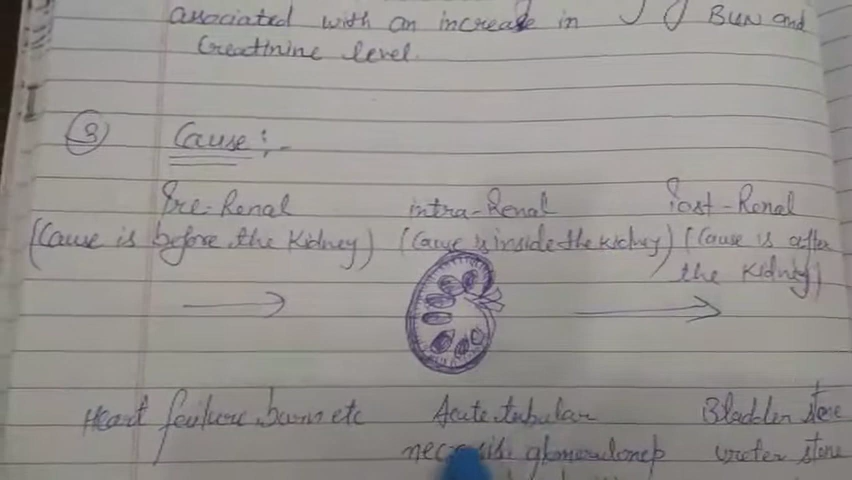 associated with an increase in BUN and
Creatinine level.
3 Cause :-
Pre-Renal intra-Renal Post-Renal
(Cause is before the Kidney) (Cause is inside the kidney) (Cause is after
the Kidney)
Heart failure, burns etc Acute tubular Bladder stone
necrosis, glomerulonep ureter stone